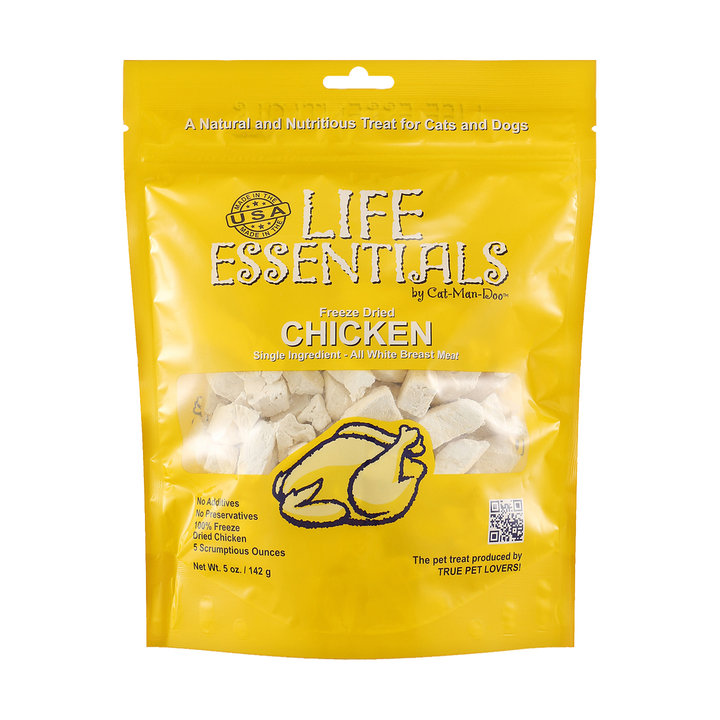 A Natural and Nutritious Treat for Cats and Dogs
MADE IN THE
USA
MADE IN THE
LIFE
ESSENTIALS
by Cat-Man-Doo™
Freeze Dried
CHICKEN
Single Ingredient - All White Breast Meat
No Additives
No Preservatives
100% Freeze
Dried Chicken
5 Scrumptious Ounces
Net Wt. 5 oz. / 142 g
The pet treat produced by
TRUE PET LOVERS!